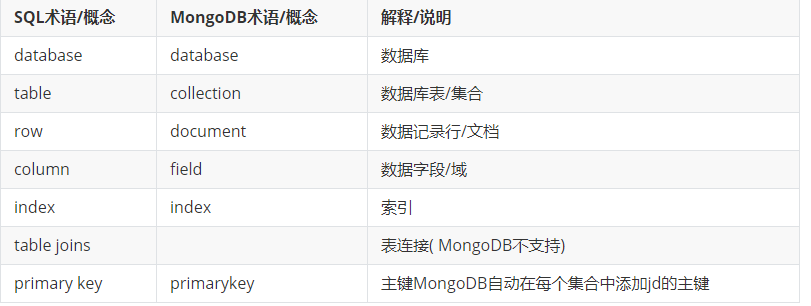 SQL术语/概念 MongoDB术语/概念 解释/说明
database database 数据库
table collection 数据库表/集合
row document 数据记录行/文档
column field 数据字段/域
index index 索引
table joins 表连接( MongoDB不支持)
primary key primarykey 主键MongoDB自动在每个集合中添加jd的主键